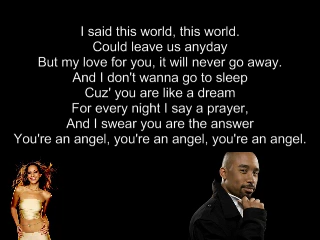 I said this world, this world.
Could leave us anyday
But my love for you, it will never go away.
And I don't wanna go to sleep
Cuz' you are like a dream
For every night I say a prayer,
And I swear you are the answer
You're an angel, you're an angel, you're an angel.